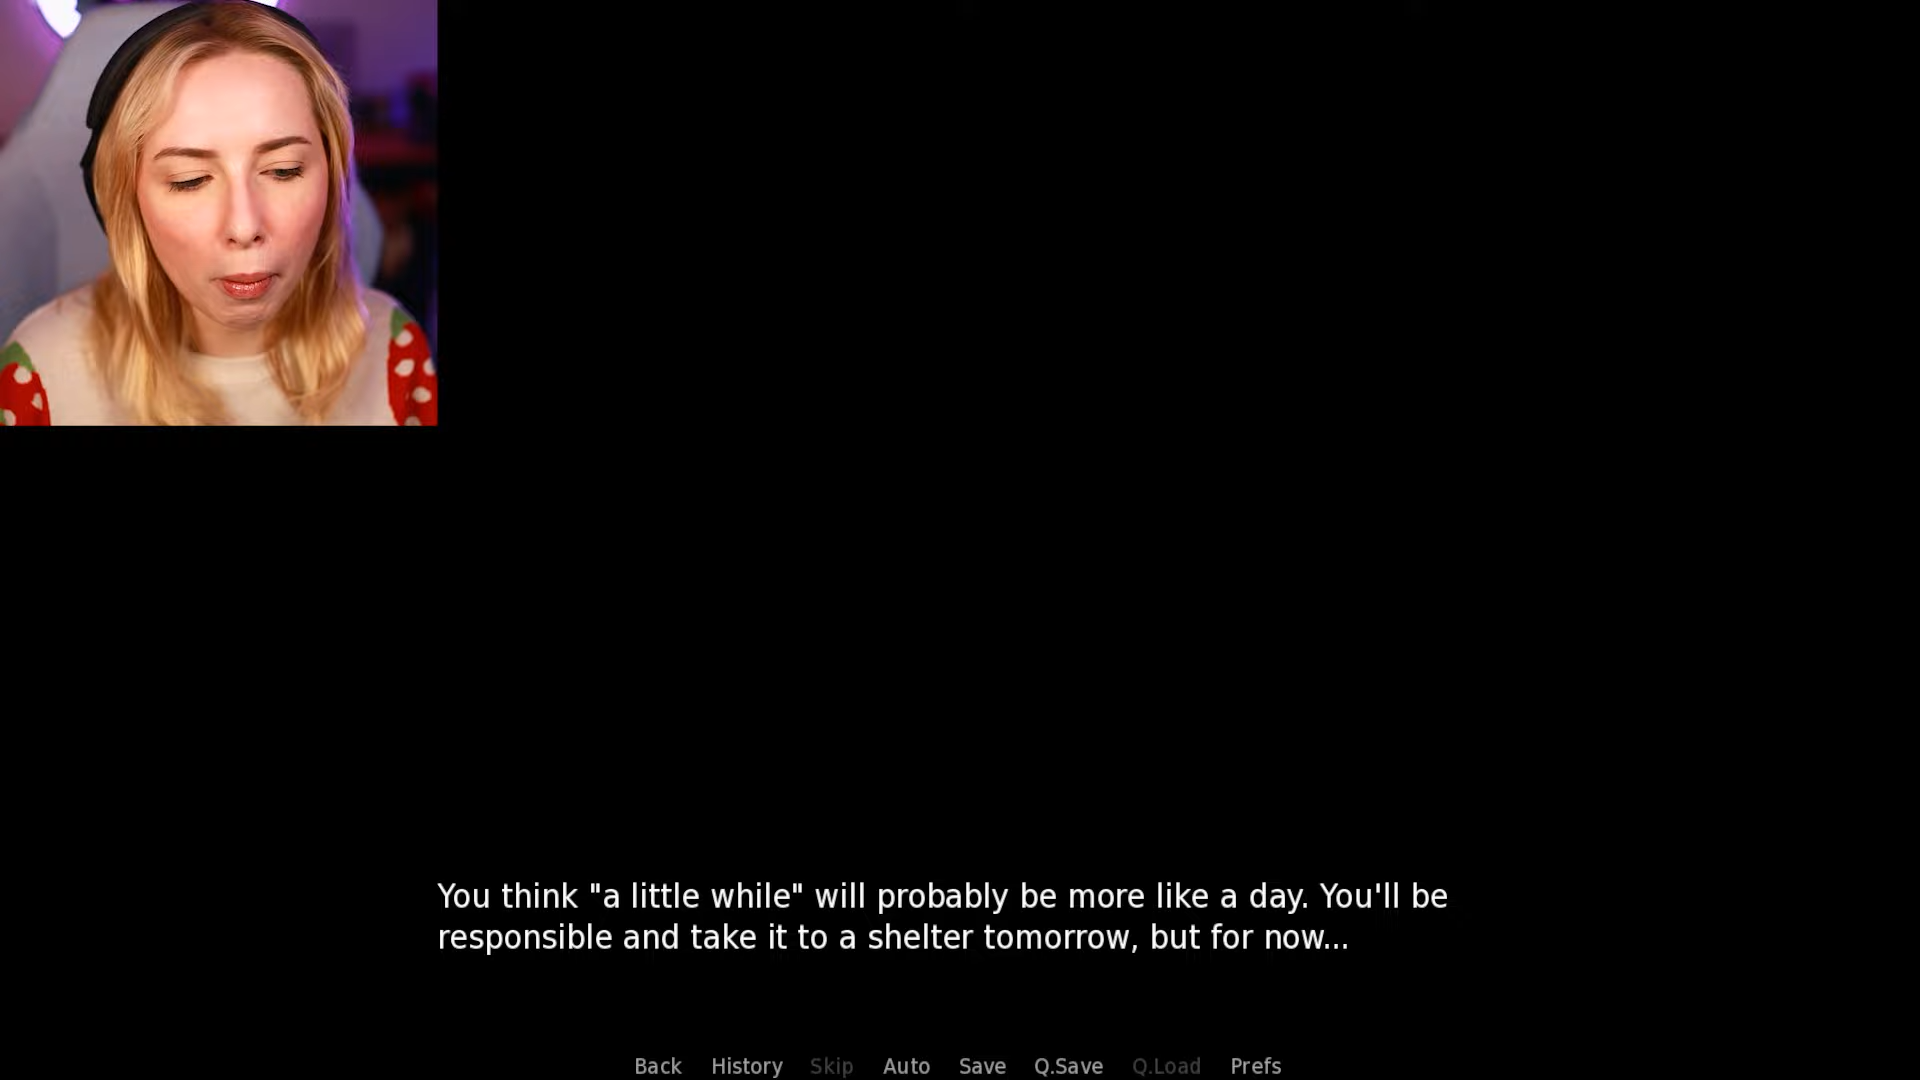 You think "a little while" will probably be more like a day. You'll be
responsible and take it to a shelter tomorrow, but for now...
Back History Skip Auto Save Q.Save Q.Load Prefs